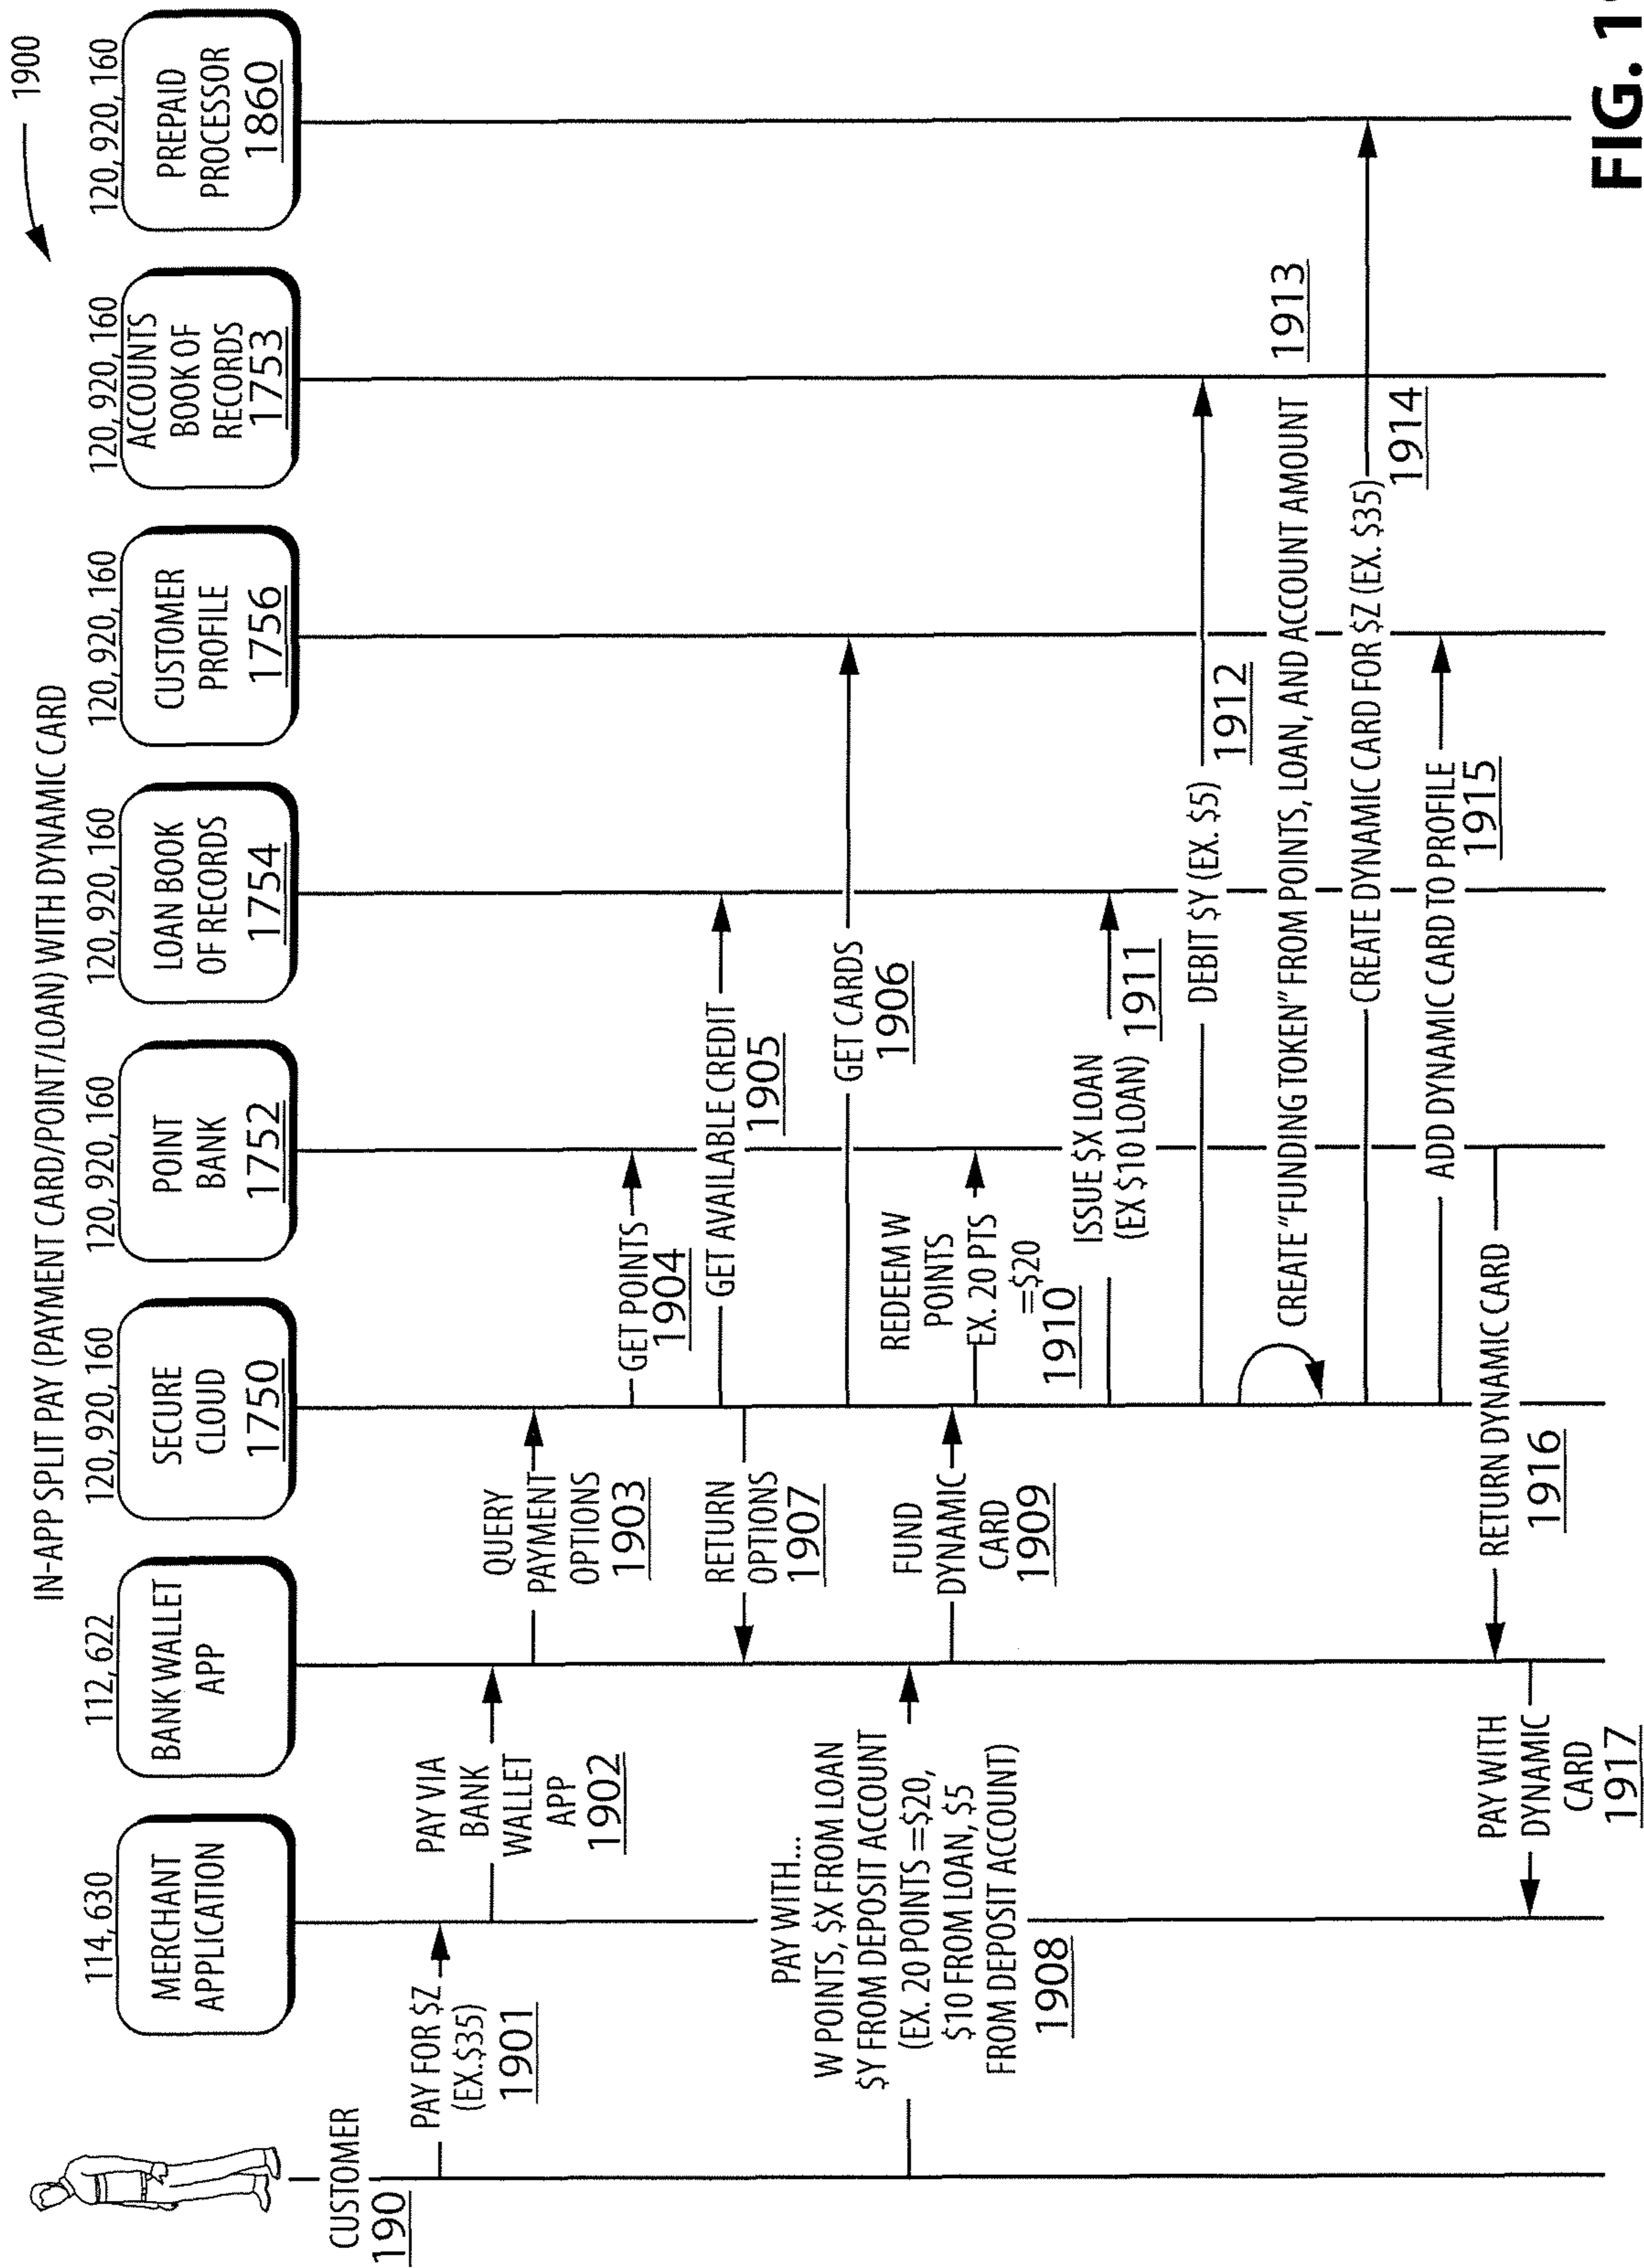 IN-APP SPLIT PAY (PAYMENT CARD/POINT/LOAN) WITH DYNAMIC CARD
1900
CUSTOMER
190
114, 630
MERCHANT
APPLICATION
112, 622
BANK WALLET
APP
120, 920, 160
SECURE
CLOUD
1750
120, 920, 160
POINT
BANK
1752
120, 920, 160
LOAN BOOK
OF RECORDS
1754
120, 920, 160
CUSTOMER
PROFILE
1756
120, 920, 160
ACCOUNTS
BOOK OF
RECORDS
1753
120, 920, 160
PREPAID
PROCESSOR
1860
PAY FOR $Z
(EX.$35)
1901
PAY VIA
BANK
WALLET
APP
1902
QUERY
PAYMENT
OPTIONS
1903
GET POINTS
1904
GET AVAILABLE CREDIT
1905
GET CARDS
1906
RETURN
OPTIONS
1907
PAY WITH...
W POINTS, $X FROM LOAN
$Y FROM DEPOSIT ACCOUNT
(EX. 20 POINTS =$20,
$10 FROM LOAN, $5
FROM DEPOSIT ACCOUNT)
1908
FUND
DYNAMIC
CARD
1909
REDEEM W
POINTS
EX. 20 PTS
=$20
1910
ISSUE $X LOAN
(EX $10 LOAN)
1911
DEBIT $Y (EX. $5)
1912
CREATE "FUNDING TOKEN" FROM POINTS, LOAN, AND ACCOUNT AMOUNT
1913
CREATE DYNAMIC CARD FOR $Z (EX. $35)
1914
ADD DYNAMIC CARD TO PROFILE
1915
RETURN DYNAMIC CARD
1916
PAY WITH
DYNAMIC
CARD
1917
FIG.